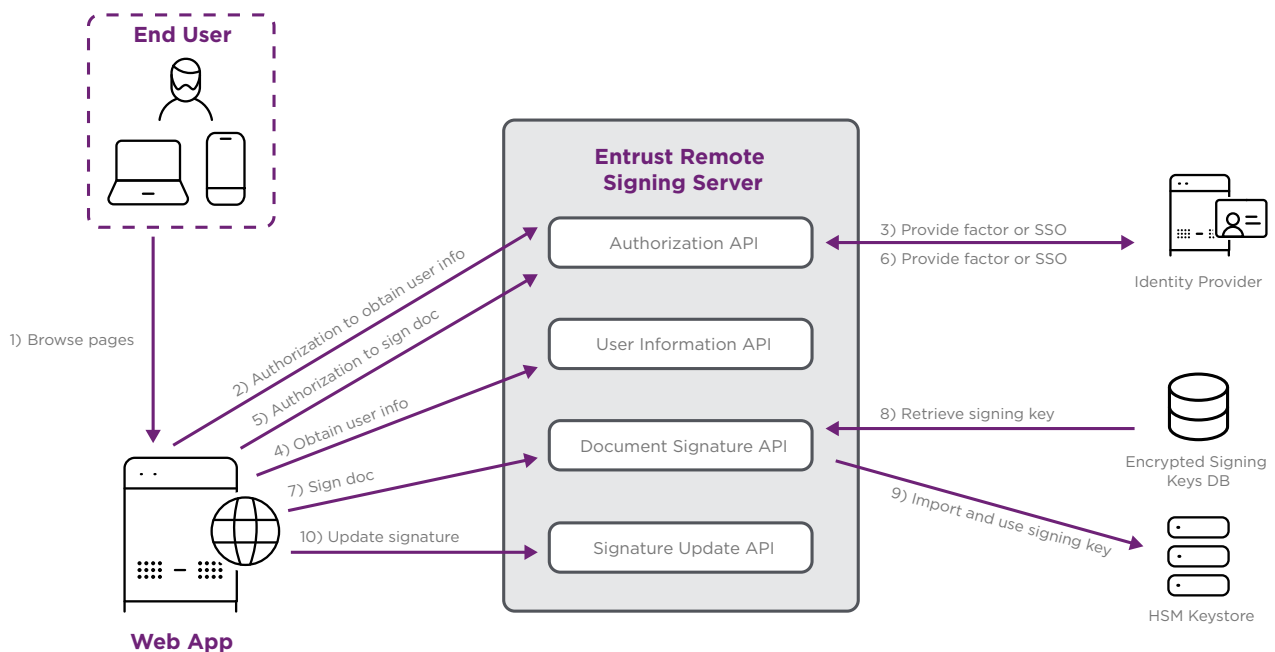 End User
Entrust Remote
Signing Server
Authorization API
3) Provide factor or SSO
6) Provide factor or SSO
Identity Provider
2) Authorization to obtain user info
5) Authorization to sign doc
1) Browse pages
User Information API
4) Obtain user info
8) Retrieve signing key
Document Signature API
Encrypted Signing
Keys DB
7) Sign doc
9) Import and use signing key
10) Update signature
Signature Update API
HSM Keystore
Web App